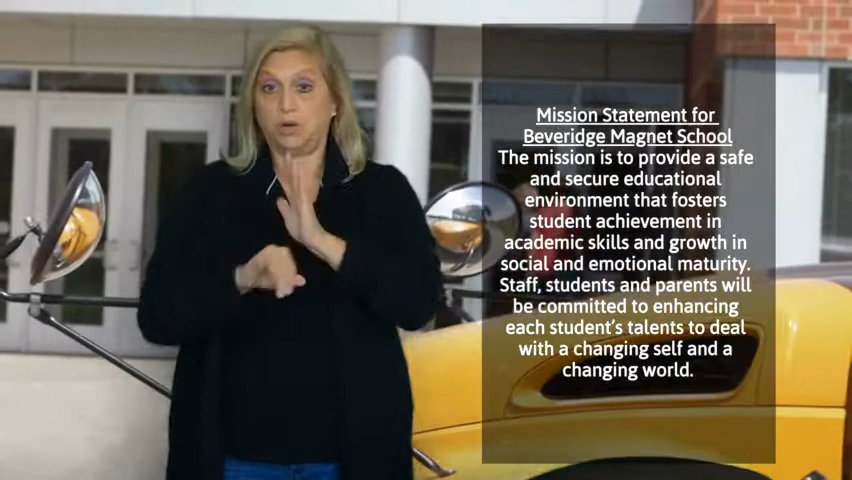 Mission Statement for
Beveridge Magnet School
The mission is to provide a safe
and secure educational
environment that fosters
student achievement in
academic skills and growth in
social and emotional maturity.
Staff, students and parents will
be committed to enhancing
each student's talents to deal
with a changing self and a
changing world.